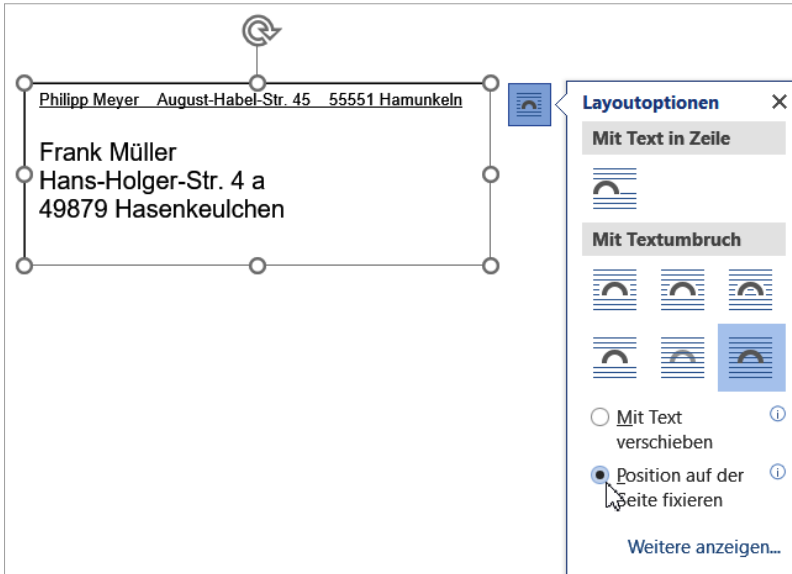 Philipp Meyer August-Habel-Str. 45 55551 Hamunkeln
Frank Müller
Hans-Holger-Str. 4 a
49879 Hasenkeulchen
Layoutoptionen
Mit Text in Zeile
Mit Textumbruch
Mit Text
verschieben
Position auf der
Seite fixieren
Weitere anzeigen...